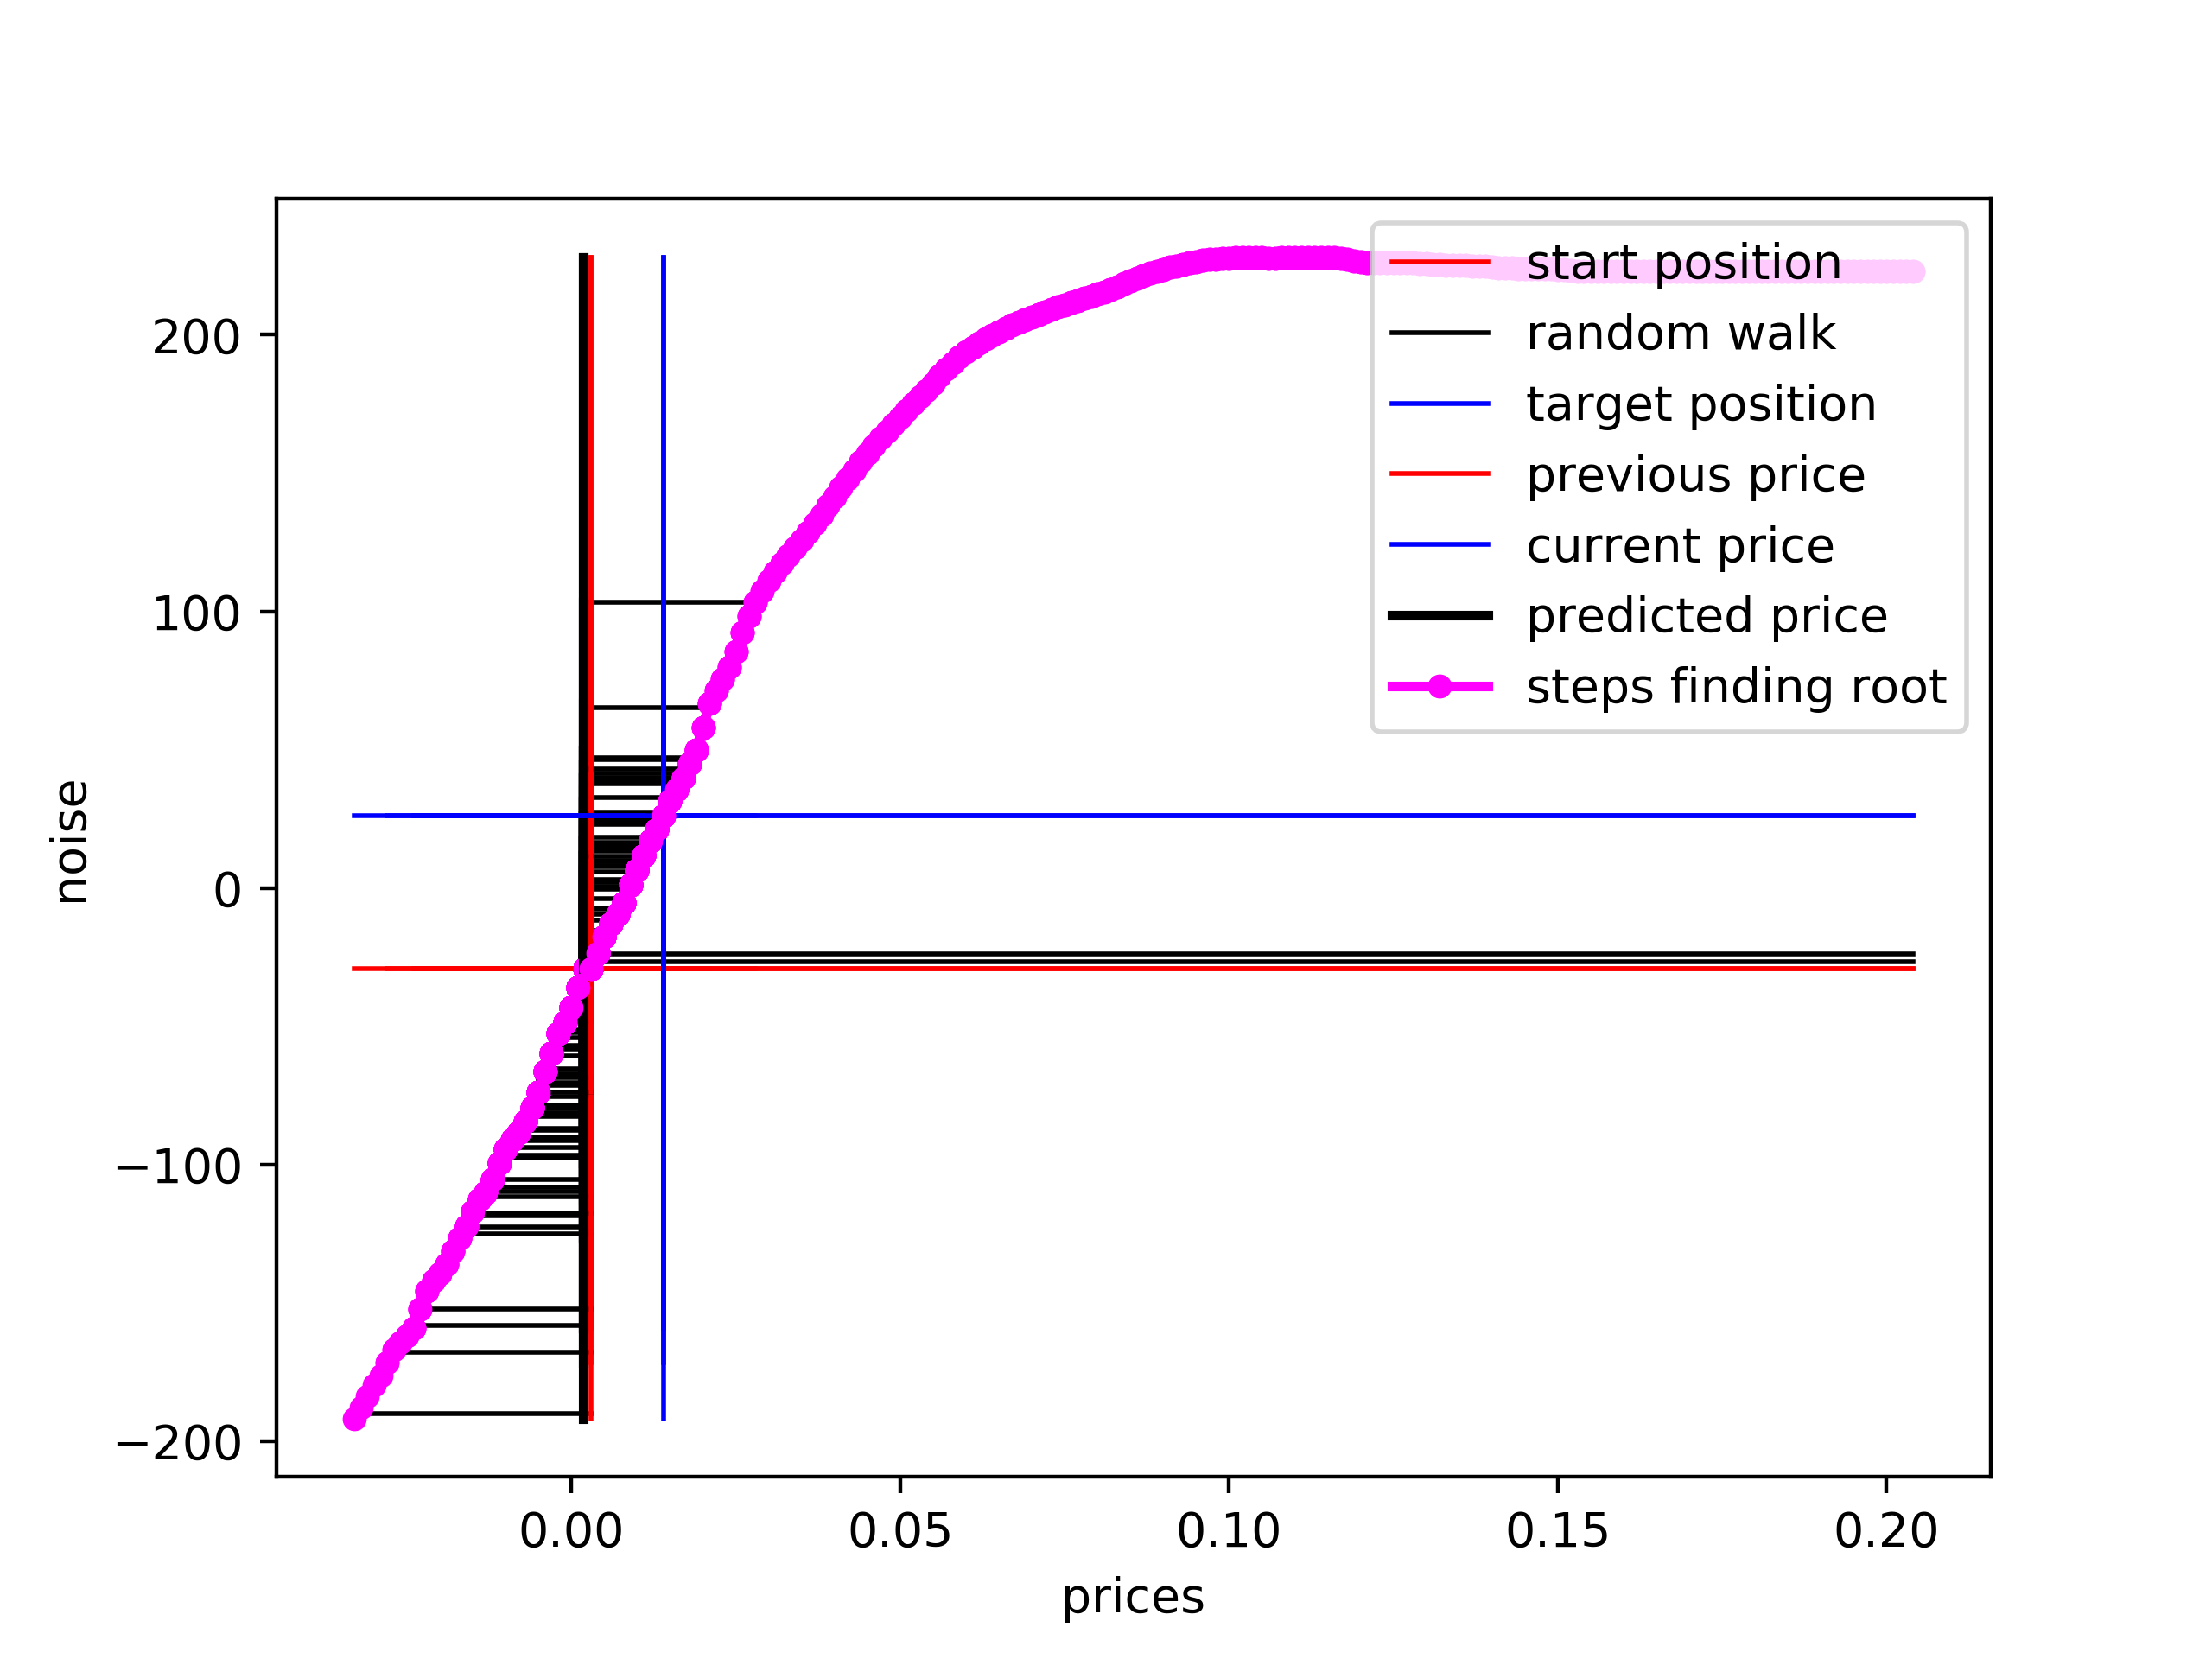 start position
random walk
target position
previous price
current price
predicted price
steps finding root
200
100
0
−100
−200
noise
0.00 0.05 0.10 0.15 0.20
prices